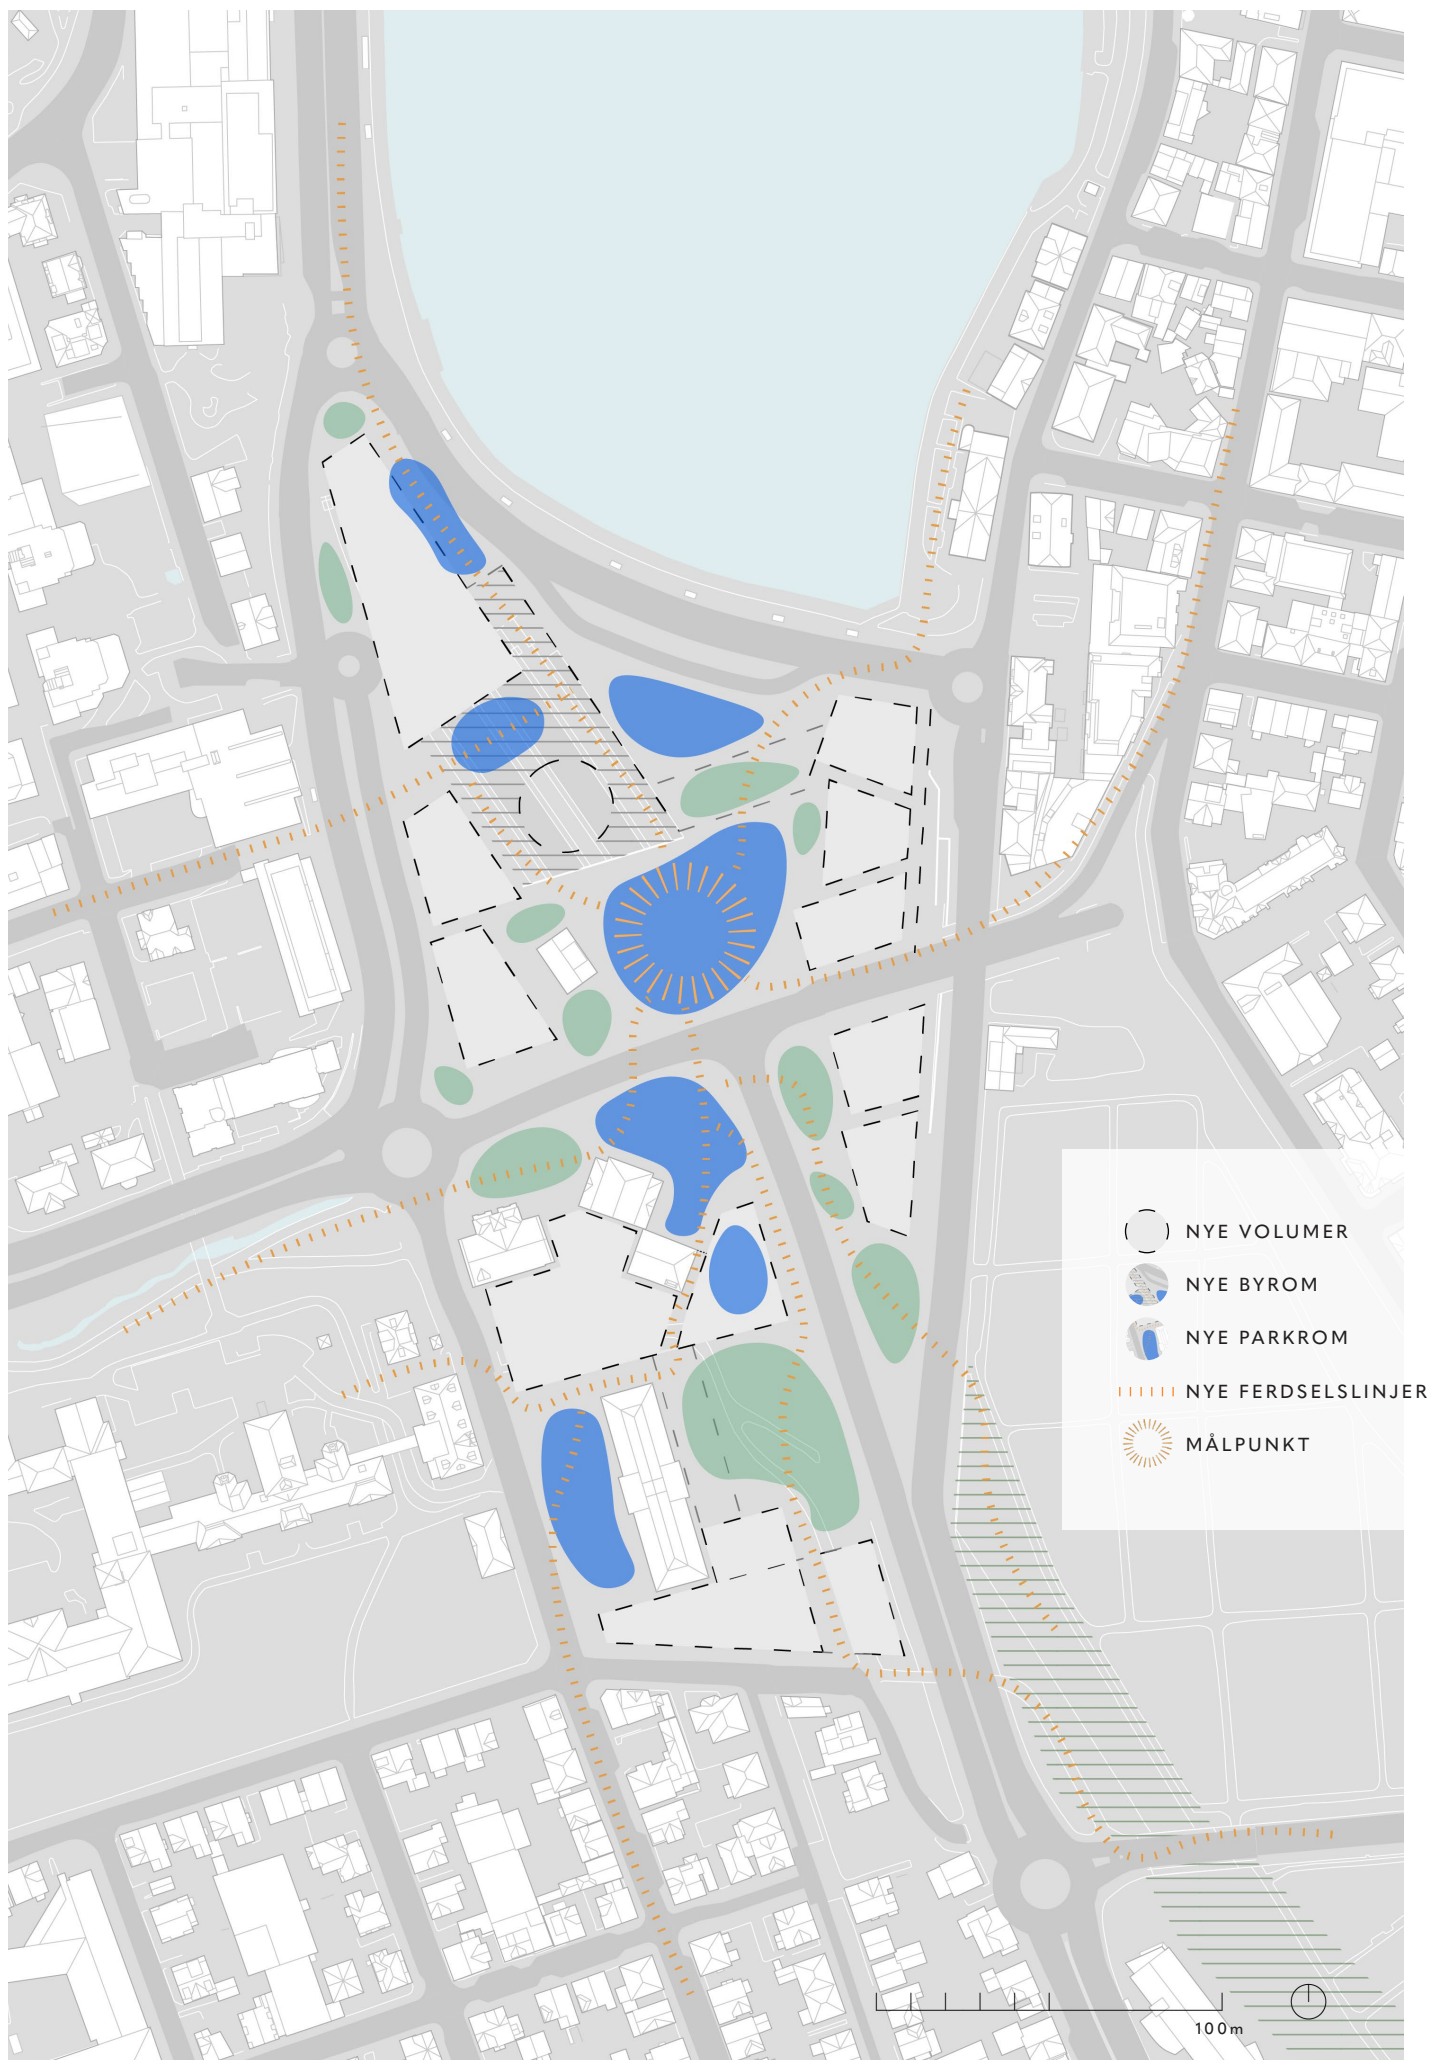 NYE VOLUMER
NYE BYROM
NYE PARKROM
NYE FERDSELSLINJER
MÅLPUNKT
100m